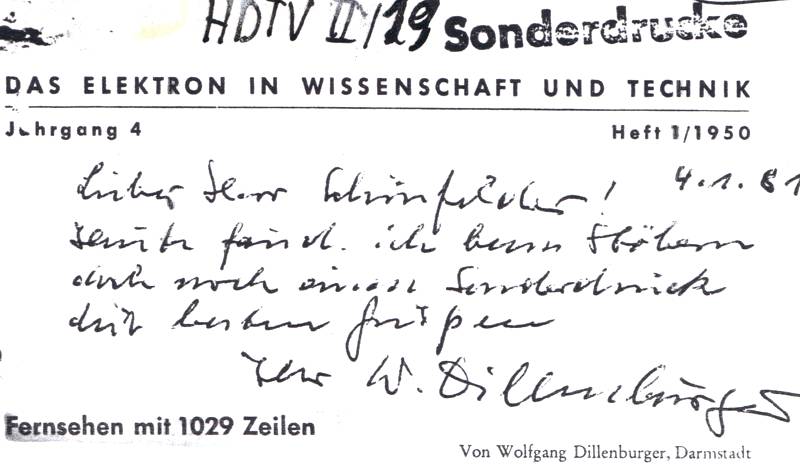 HDTV II/19 Sonderdrucke
DAS ELEKTRON IN WISSENSCHAFT UND TECHNIK
Jahrgang 4 Heft 1/1950
4.1.81
Lieber Herr Schönfelder!
Heute fand ich beim Stöbern
doch noch einen Sonderdruck
Mit besten Grüßen
Ihr W. Dillenburger
Fernsehen mit 1029 Zeilen
Von Wolfgang Dillenburger, Darmstadt